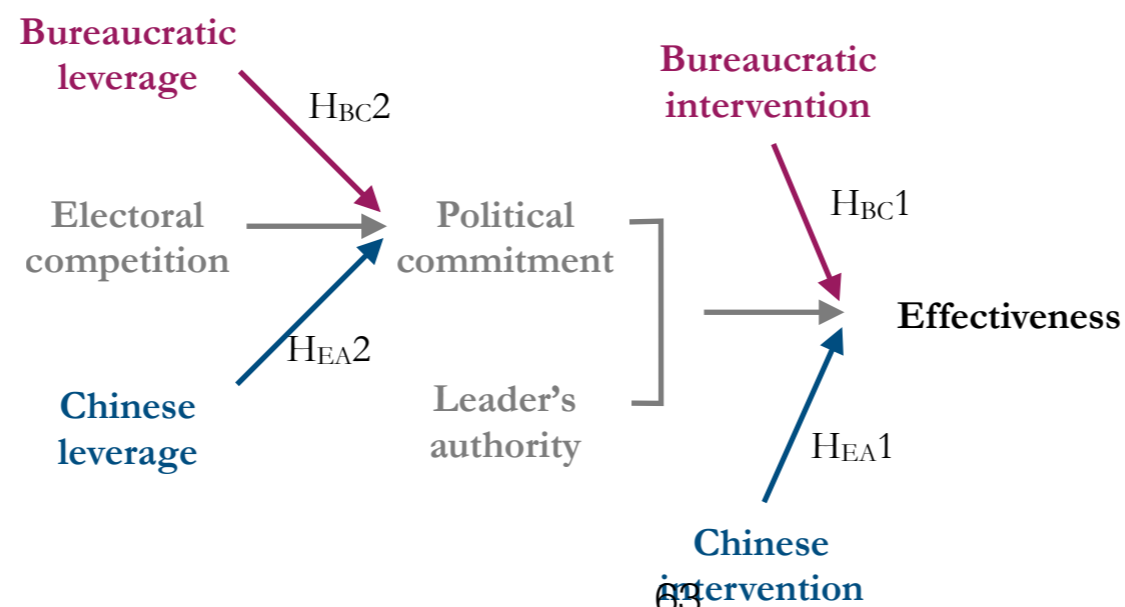 Bureaucratic
leverage
HBC2
Electoral
competition
HEA2
Chinese
leverage
Political
commitment
Leader’s
authority
Bureaucratic
intervention
HBC1
Effectiveness
HEA1
Chinese
intervention
63